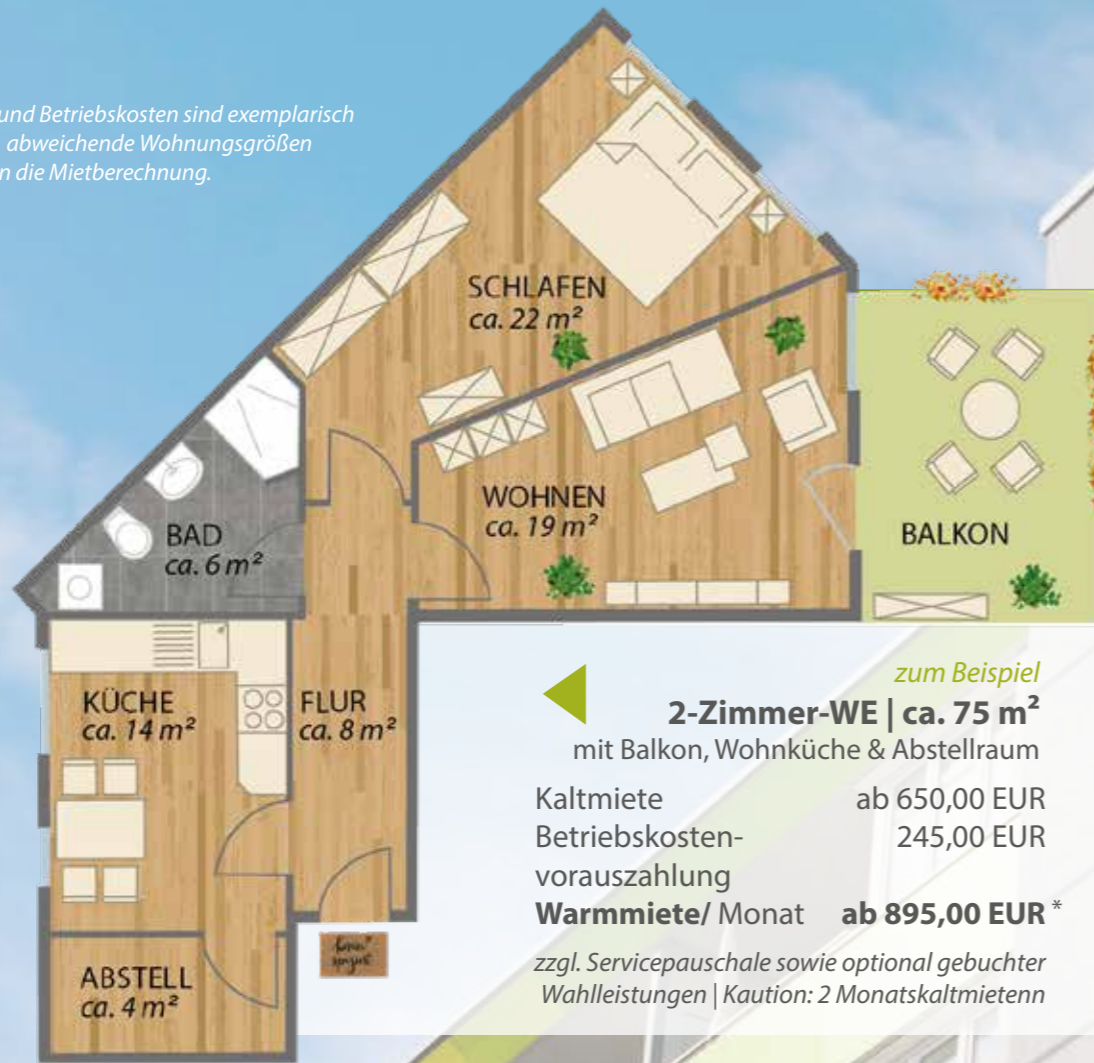 und Betriebskosten sind exemplarisch
abweichende Wohnungsgrößen
n die Mietberechnung.
SCHLAFEN
ca. 22 m²
WOHNEN
ca. 19 m²
BALKON
BAD
ca. 6 m²
KÜCHE
ca. 14 m²
FLUR
ca. 8 m²
ABSTELL
ca. 4 m²
zum Beispiel
2-Zimmer-WE | ca. 75 m²
mit Balkon, Wohnküche & Abstellraum
Kaltmiete ab 650,00 EUR
Betriebskosten- 245,00 EUR
vorauszahlung
Warmmiete/ Monat ab 895,00 EUR *
zzgl. Servicepauschale sowie optional gebuchter
Wahlleistungen | Kaution: 2 Monatskaltmietenn